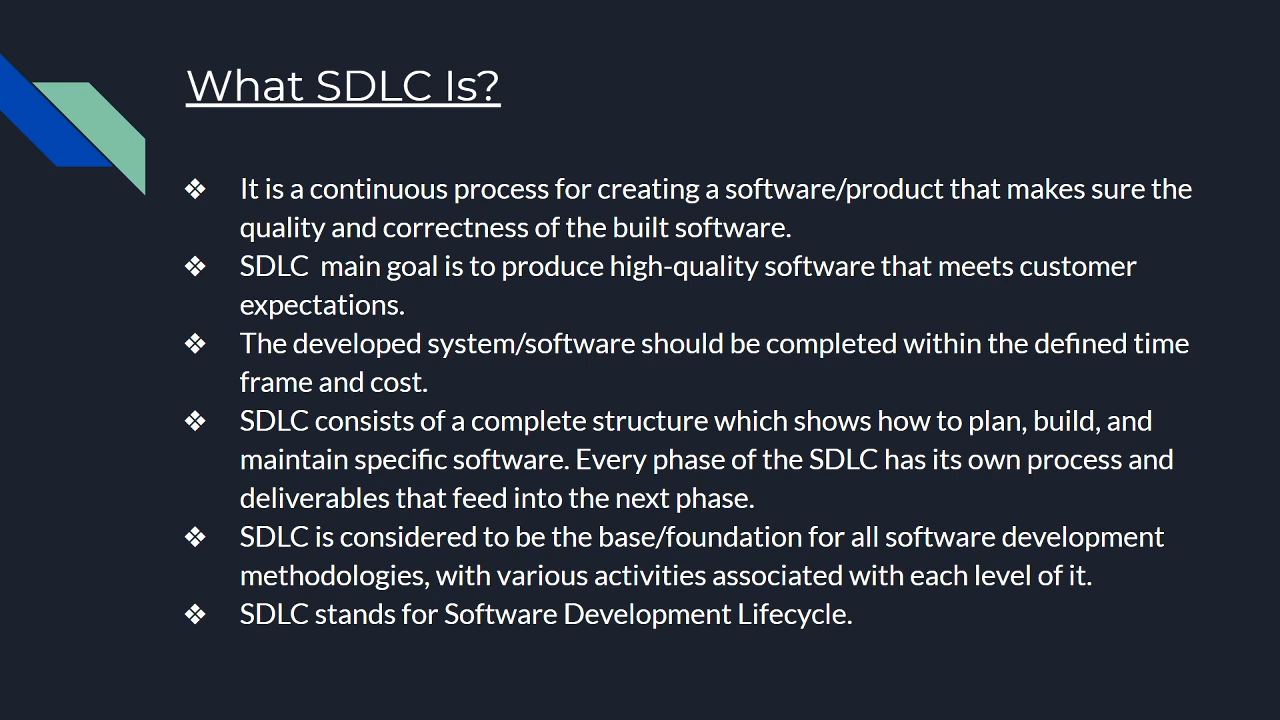 What SDLC Is?
❖ It is a continuous process for creating a software/product that makes sure the
quality and correctness of the built software.
❖ SDLC  main goal is to produce high-quality software that meets customer
expectations.
❖ The developed system/software should be completed within the defined time
frame and cost.
❖ SDLC consists of a complete structure which shows how to plan, build, and
maintain specific software. Every phase of the SDLC has its own process and
deliverables that feed into the next phase.
❖ SDLC is considered to be the base/foundation for all software development
methodologies, with various activities associated with each level of it.
❖ SDLC stands for Software Development Lifecycle.